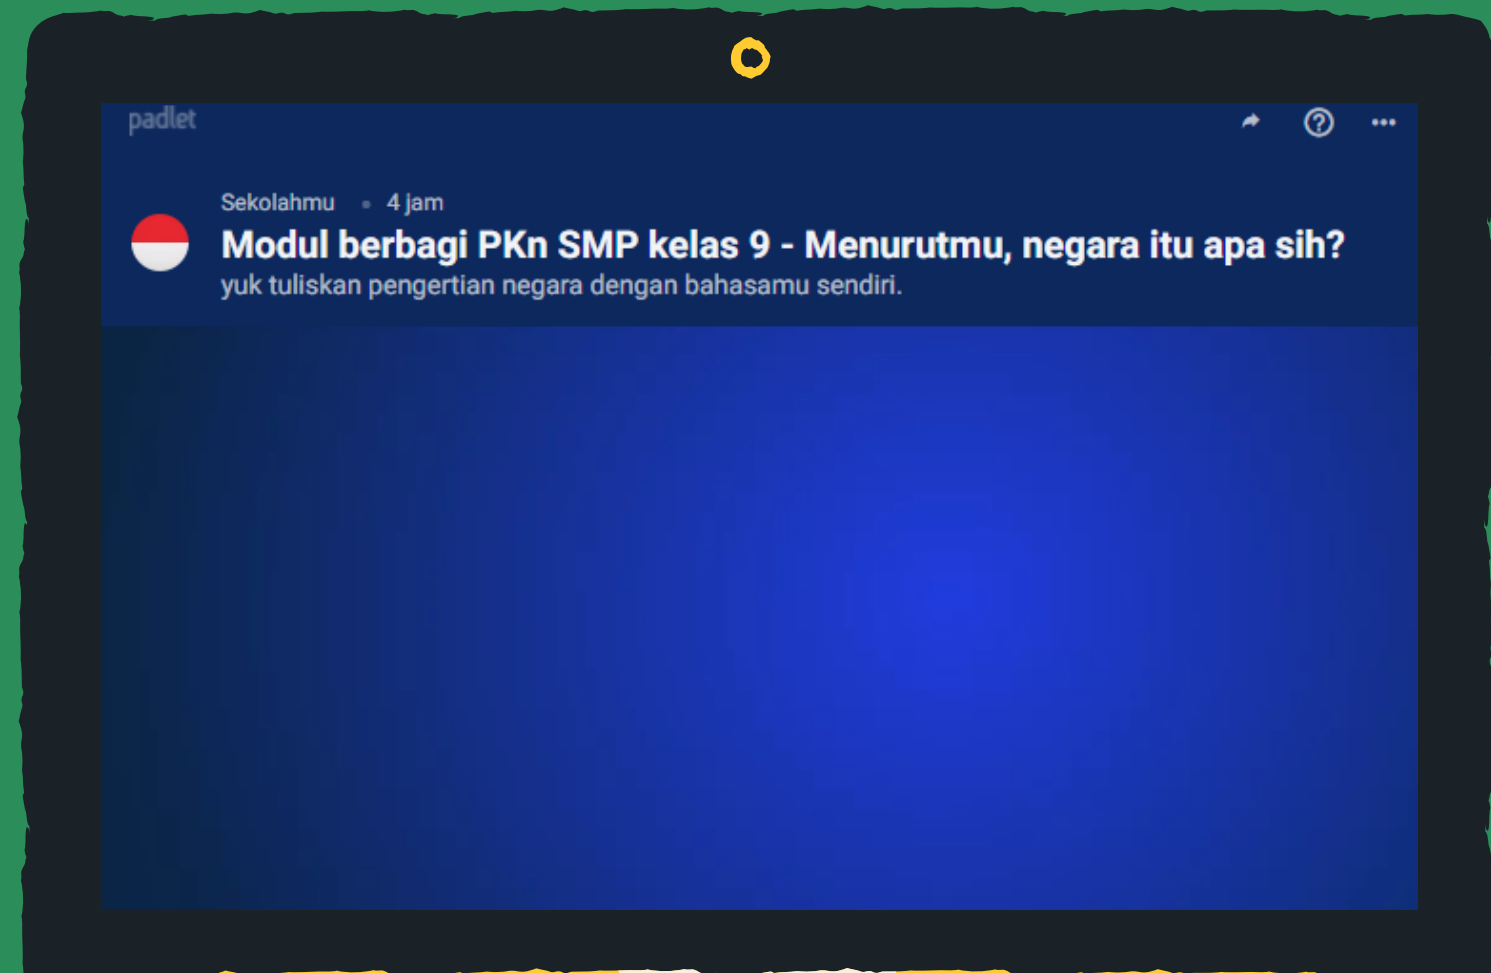 padlet
Sekolahmu • 4 jam
Modul berbagi PKn SMP kelas 9 - Menurutmu, negara itu apa sih?
yuk tuliskan pengertian negara dengan bahasamu sendiri.